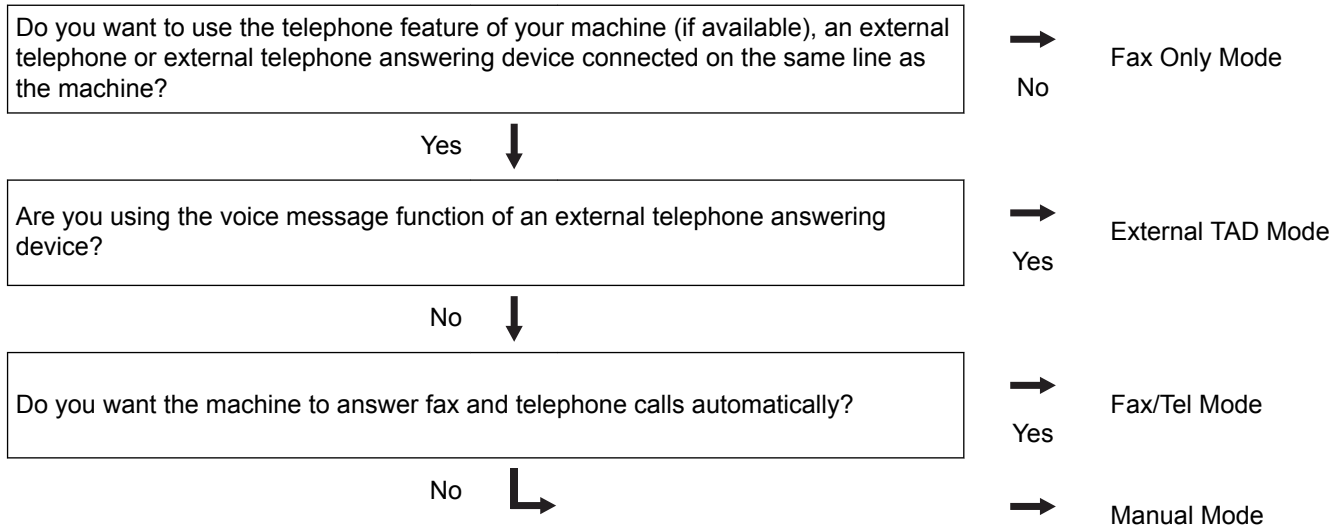 Do you want to use the telephone feature of your machine (if available), an external
telephone or external telephone answering device connected on the same line as
the machine?
No
Fax Only Mode
Yes
Are you using the voice message function of an external telephone answering
device?
Yes
External TAD Mode
No
Do you want the machine to answer fax and telephone calls automatically?
Yes
Fax/Tel Mode
No
Manual Mode